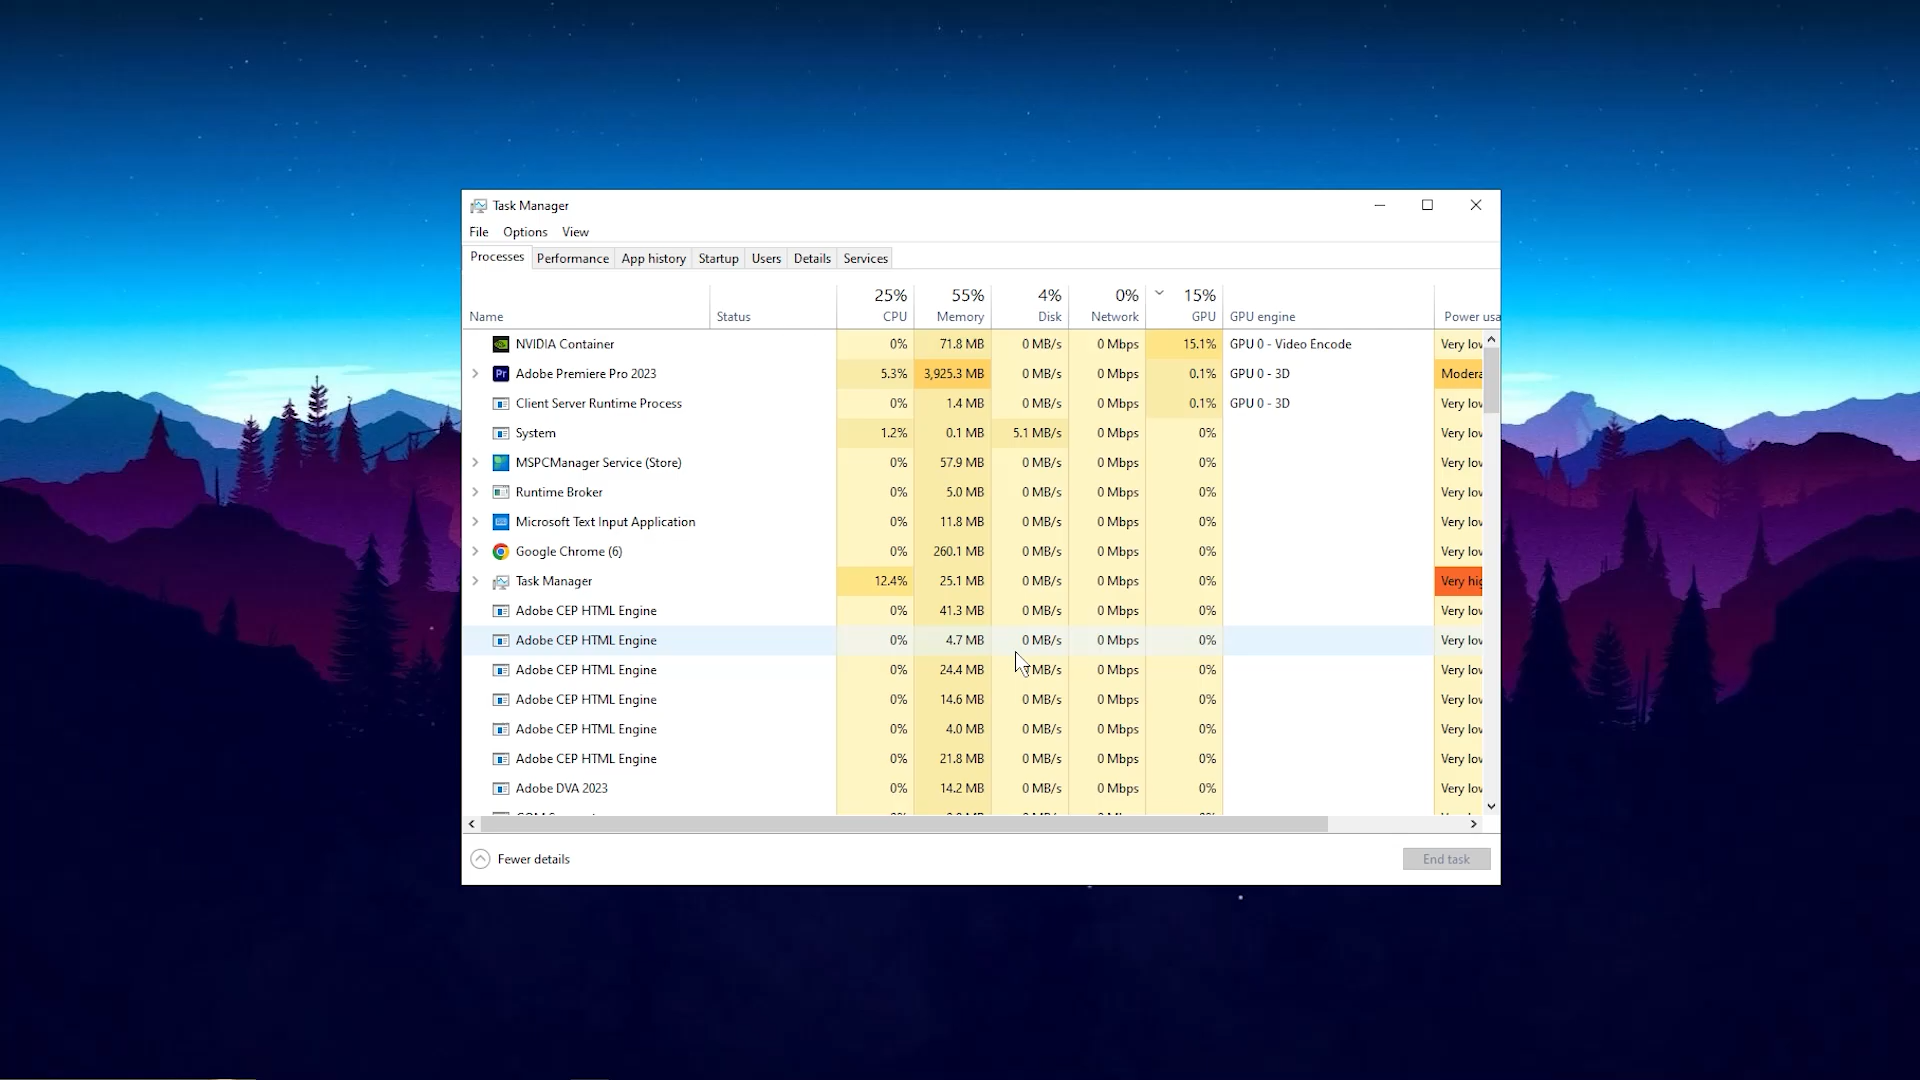 Task Manager
File Options View
Processes Performance App history Startup Users Details Services
25% 55% 4% 0% 15%
Name Status CPU Memory Disk Network GPU GPU engine Power usa
NVIDIA Container 0% 71.8 MB 0 MB/s 0 Mbps 15.1% GPU 0 - Video Encode Very lov
Pr Adobe Premiere Pro 2023 5.3% 3,925.3 MB 0 MB/s 0 Mbps 0.1% GPU 0 - 3D Modera
Client Server Runtime Process 0% 1.4 MB 0 MB/s 0 Mbps 0.1% GPU 0 - 3D Very lov
System 1.2% 0.1 MB 5.1 MB/s 0 Mbps 0% Very lov
MSPCManager Service (Store) 0% 57.9 MB 0 MB/s 0 Mbps 0% Very lov
Runtime Broker 0% 5.0 MB 0 MB/s 0 Mbps 0% Very lov
Microsoft Text Input Application 0% 11.8 MB 0 MB/s 0 Mbps 0% Very lov
Google Chrome (6) 0% 260.1 MB 0 MB/s 0 Mbps 0% Very lov
Task Manager 12.4% 25.1 MB 0 MB/s 0 Mbps 0% Very hig
Adobe CEP HTML Engine 0% 41.3 MB 0 MB/s 0 Mbps 0% Very lov
Adobe CEP HTML Engine 0% 4.7 MB 0 MB/s 0 Mbps 0% Very lov
Adobe CEP HTML Engine 0% 24.4 MB MB/s 0 Mbps 0% Very lov
Adobe CEP HTML Engine 0% 14.6 MB 0 MB/s 0 Mbps 0% Very lov
Adobe CEP HTML Engine 0% 4.0 MB 0 MB/s 0 Mbps 0% Very lov
Adobe CEP HTML Engine 0% 21.8 MB 0 MB/s 0 Mbps 0% Very lov
Adobe DVA 2023 0% 14.2 MB 0 MB/s 0 Mbps 0% Very lov
Fewer details End task